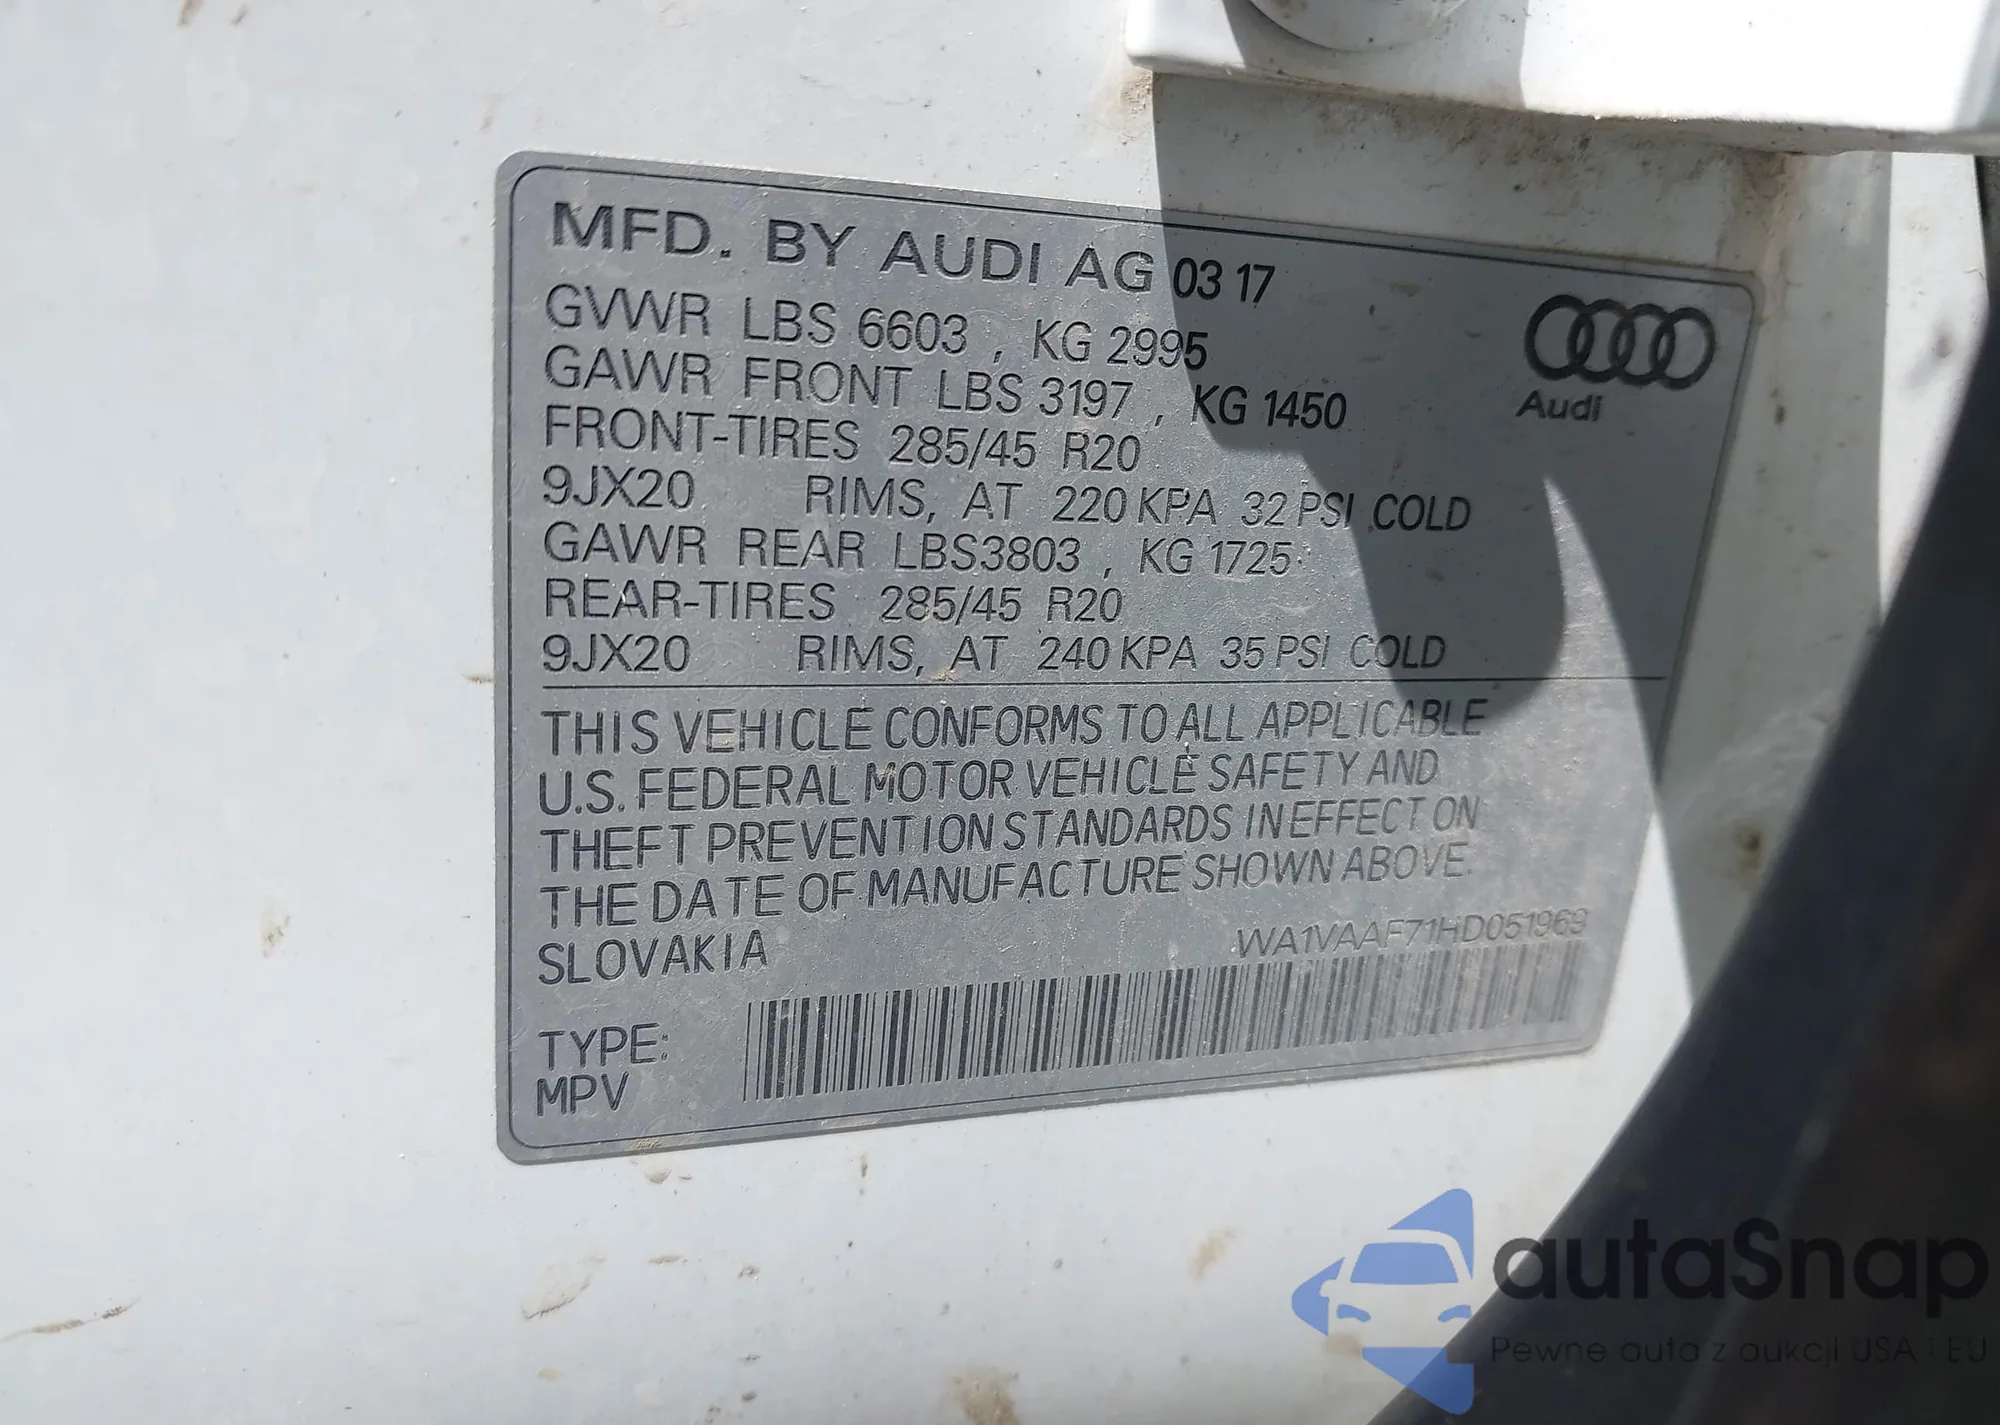 MFD. BY AUDI AG 03 17
GVWR LBS 6603 , KG 2995
GAWR FRONT LBS 3197 , KG 1450
FRONT-TIRES 285/45 R20
9JX20 RIMS, AT 220 KPA 32 PSI COLD
GAWR REAR LBS3803 , KG 1725
REAR-TIRES 285/45 R20
9JX20 RIMS, AT 240 KPA 35 PSI COLD
Audi
THIS VEHICLE CONFORMS TO ALL APPLICABLE
U.S. FEDERAL MOTOR VEHICLE SAFETY AND
THEFT PREVENTION STANDARDS IN EFFECT ON
THE DATE OF MANUFACTURE SHOWN ABOVE.
SLOVAKIA
WA1VAAF71HD051969
TYPE:
MPV
autaSnap
Pewne auta z aukcji USA i EU